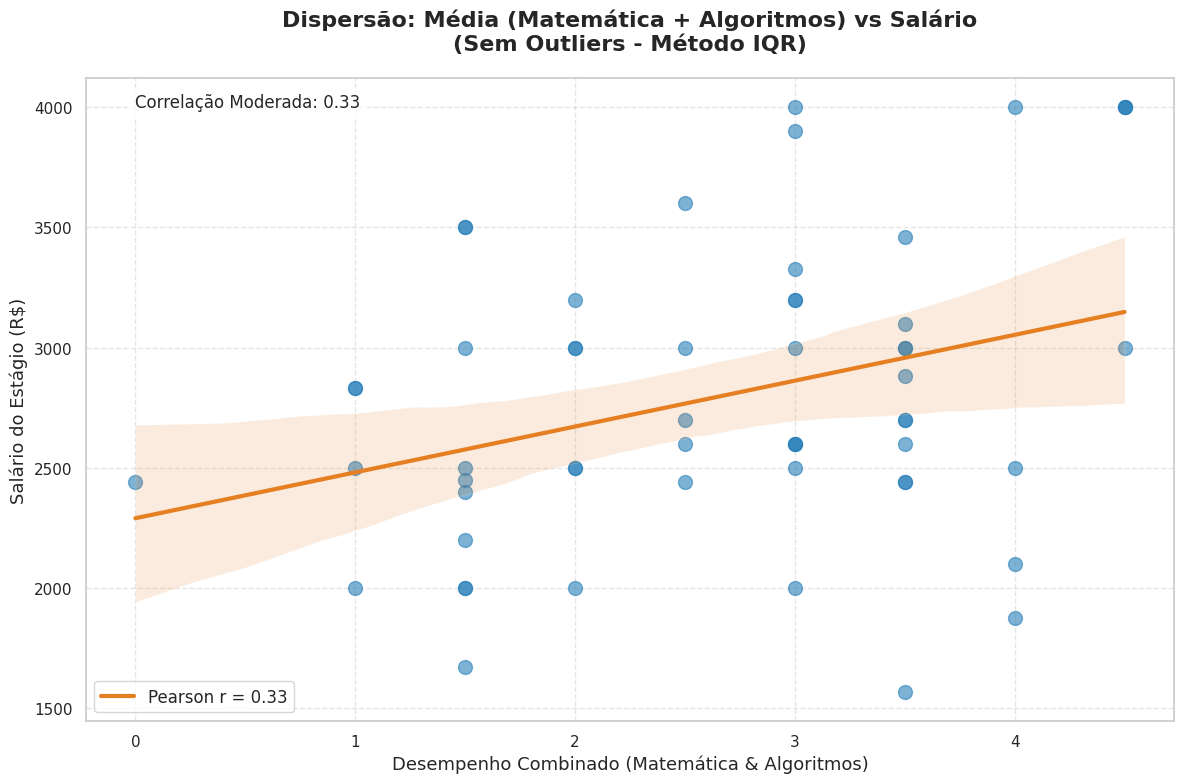 Dispersão: Média (Matemática + Algoritmos) vs Salário
(Sem Outliers - Método IQR)
Correlação Moderada: 0.33
4000
3500
3000
2500
2000
1500
Salário do Estágio (R$)
Pearson r = 0.33
0
1
2
3
4
Desempenho Combinado (Matemática & Algoritmos)